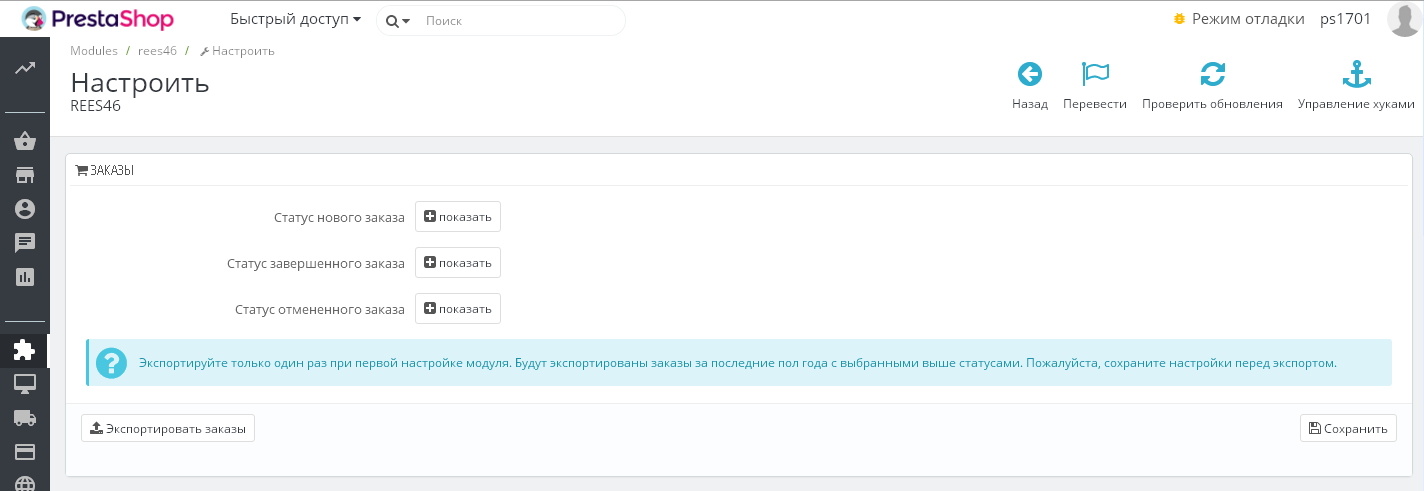 PrestaShop
Быстрый доступ
Поиск
Режим отладки
ps1701
Modules / rees46 / Настроить
Настроить
REES46
Назад
Перевести
Проверить обновления
Управление хуками
ЗАКАЗЫ
Статус нового заказа
показать
Статус завершенного заказа
показать
Статус отмененного заказа
показать
Экспортируйте только один раз при первой настройке модуля. Будут экспортированы заказы за последние пол года с выбранными выше статусами. Пожалуйста, сохраните настройки перед экспортом.
Экспортировать заказы
Сохранить